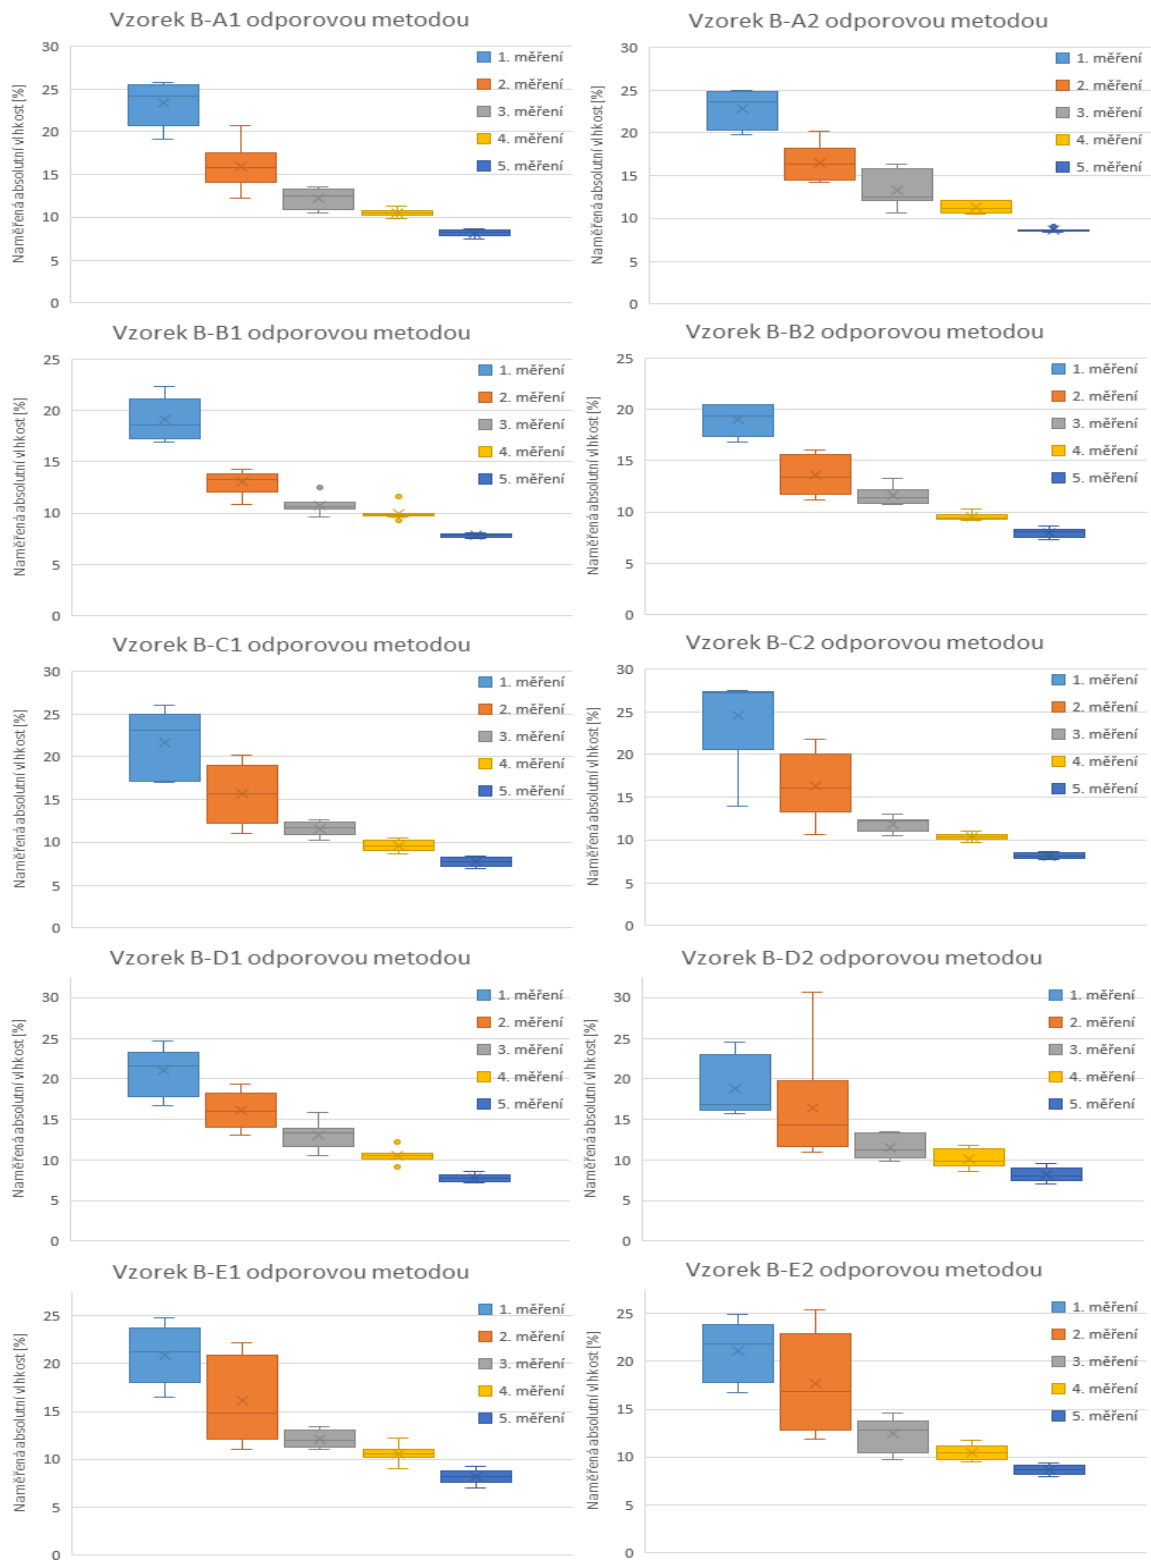 Vzorek B-A1 odporovou metodou
Naměřená absolutní vlhkost [%]
30
25
20
15
10
5
0
1. měření
2. měření
3. měření
4. měření
5. měření
Vzorek B-A2 odporovou metodou
Naměřená absolutní vlhkost [%]
30
25
20
15
10
5
0
1. měření
2. měření
3. měření
4. měření
5. měření
Vzorek B-B1 odporovou metodou
Naměřená absolutní vlhkost [%]
25
20
15
10
5
0
1. měření
2. měření
3. měření
4. měření
5. měření
Vzorek B-B2 odporovou metodou
Naměřená absolutní vlhkost [%]
25
20
15
10
5
0
1. měření
2. měření
3. měření
4. měření
5. měření
Vzorek B-C1 odporovou metodou
Naměřená absolutní vlhkost [%]
30
25
20
15
10
5
0
1. měření
2. měření
3. měření
4. měření
5. měření
Vzorek B-C2 odporovou metodou
Naměřená absolutní vlhkost [%]
30
25
20
15
10
5
0
1. měření
2. měření
3. měření
4. měření
5. měření
Vzorek B-D1 odporovou metodou
Naměřená absolutní vlhkost [%]
30
25
20
15
10
5
0
1. měření
2. měření
3. měření
4. měření
5. měření
Vzorek B-D2 odporovou metodou
Naměřená absolutní vlhkost [%]
30
25
20
15
10
5
0
1. měření
2. měření
3. měření
4. měření
5. měření
Vzorek B-E1 odporovou metodou
Naměřená absolutní vlhkost [%]
25
20
15
10
5
0
1. měření
2. měření
3. měření
4. měření
5. měření
Vzorek B-E2 odporovou metodou
Naměřená absolutní vlhkost [%]
25
20
15
10
5
0
1. měření
2. měření
3. měření
4. měření
5. měření